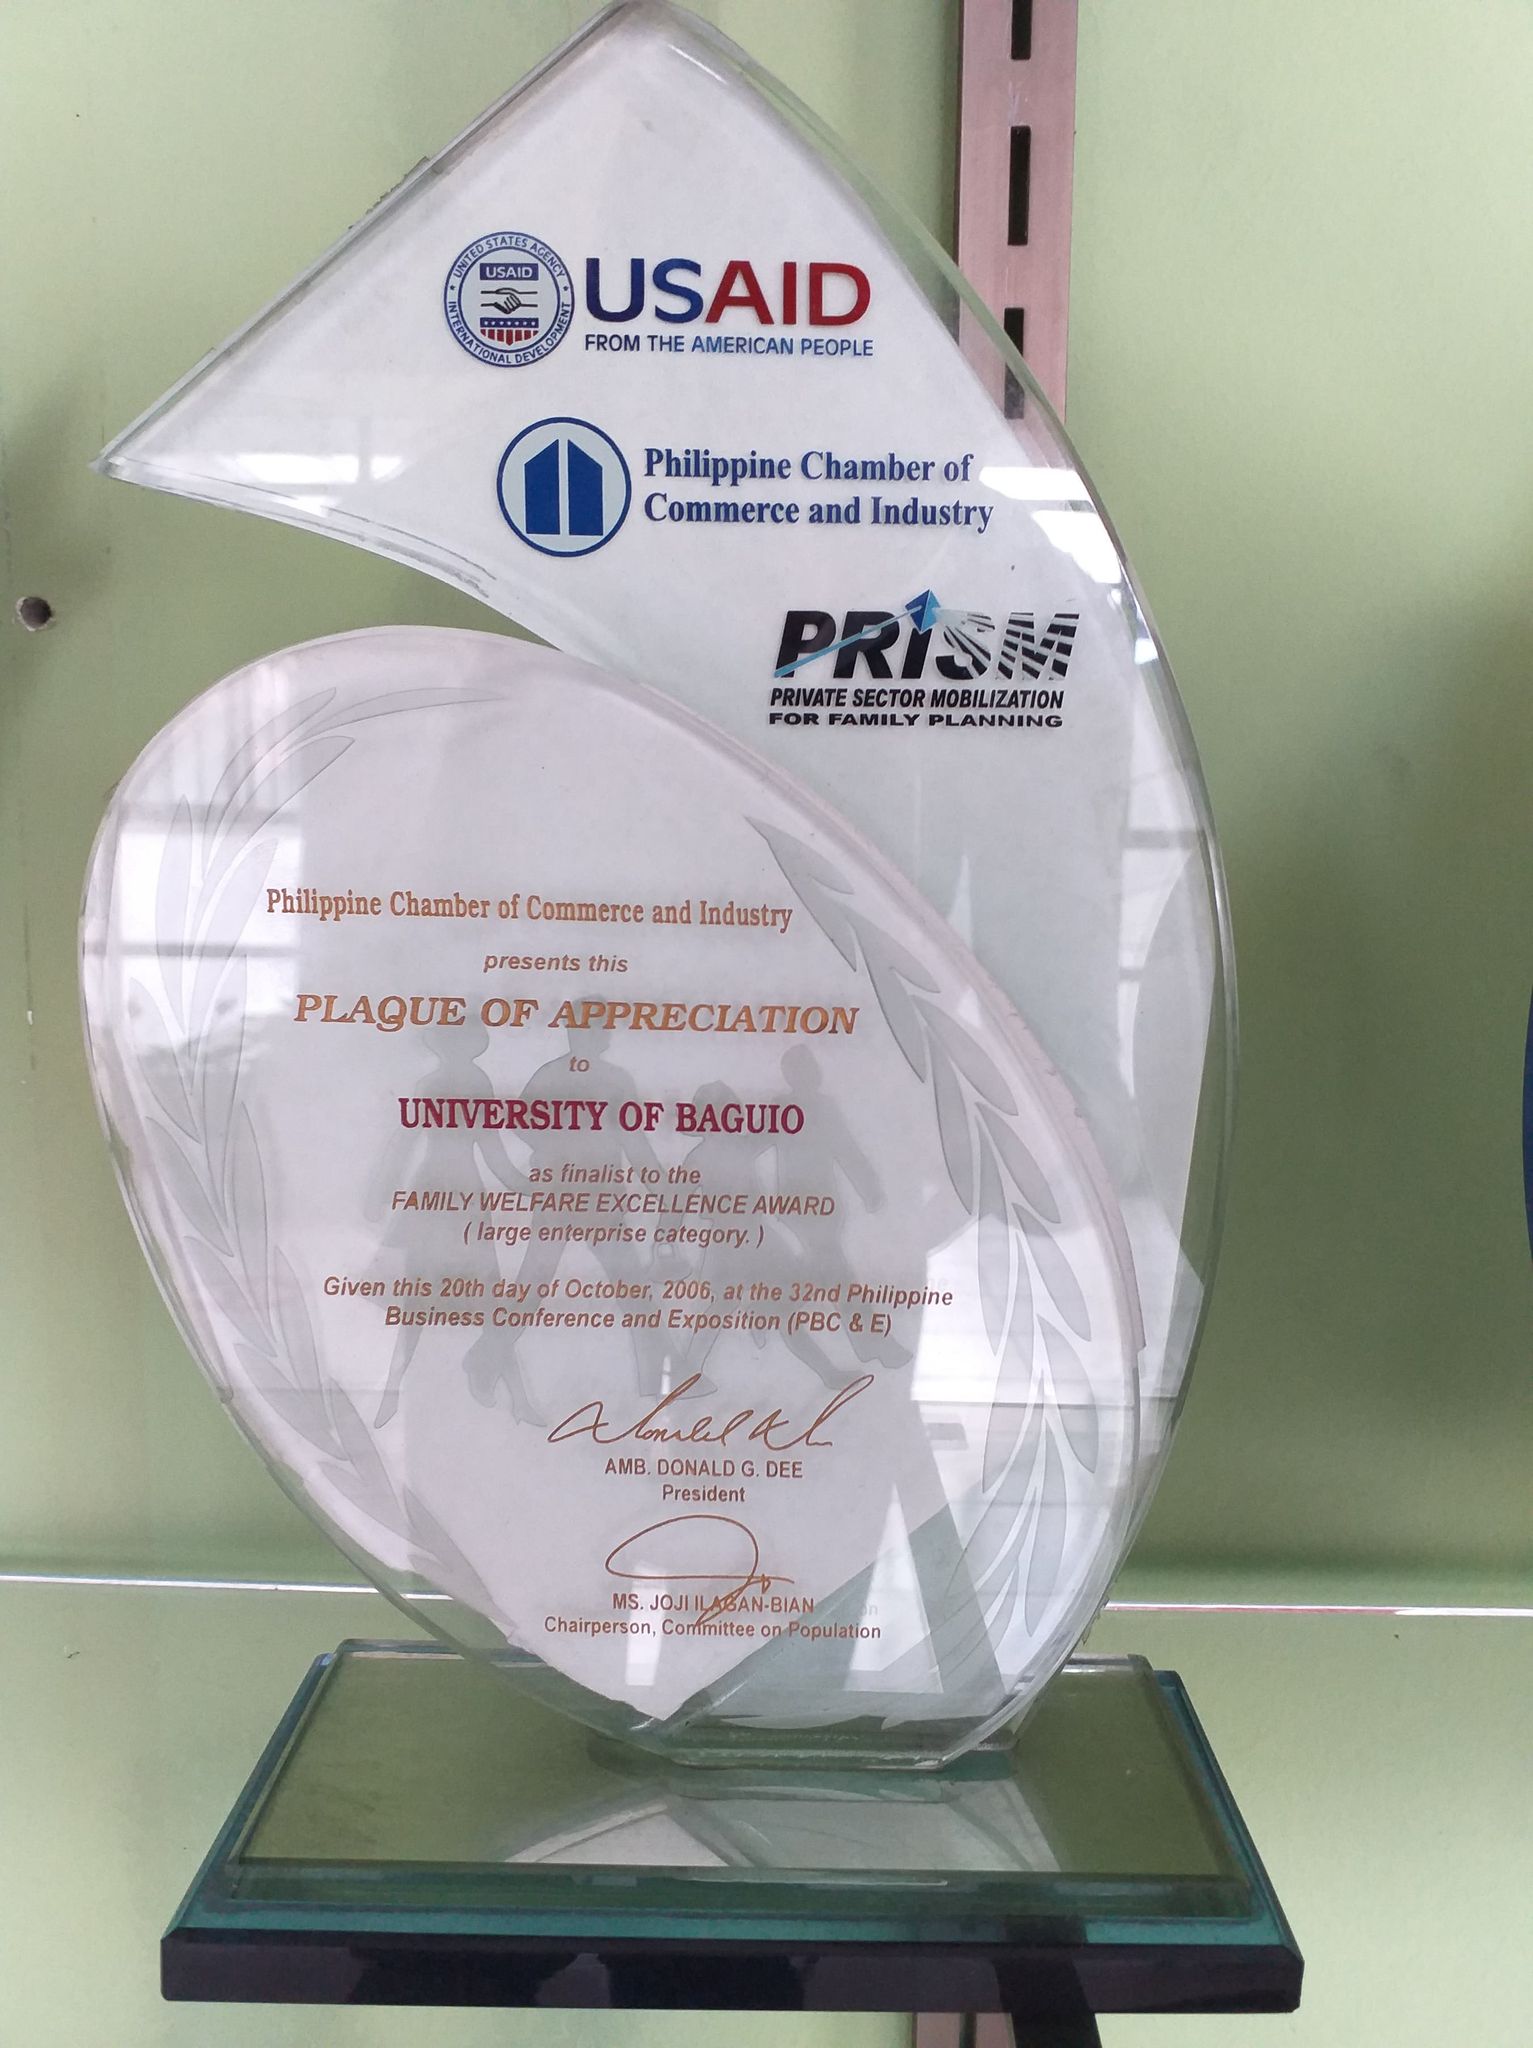 UNITED STATES AGENCY
INTERNATIONAL DEVELOPMENT
USAID
USAID
FROM THE AMERICAN PEOPLE
Philippine Chamber of
Commerce and Industry
PRiSM
PRIVATE SECTOR MOBILIZATION
FOR FAMILY PLANNING
Philippine Chamber of Commerce and Industry
presents this
PLAQUE OF APPRECIATION
to
UNIVERSITY OF BAGUIO
as finalist to the
FAMILY WELFARE EXCELLENCE AWARD
( large enterprise category. )
Given this 20th day of October, 2006, at the 32nd Philippine
Business Conference and Exposition (PBC & E)
AMB. DONALD G. DEE
President
MS. JOJI ILAGAN-BIAN
Chairperson, Committee on Population